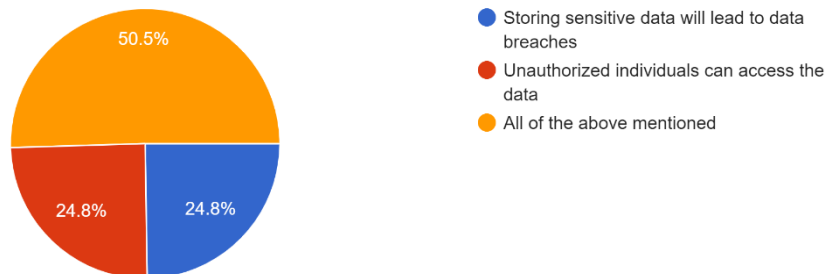 50.5%
24.8%
24.8%
Storing sensitive data will lead to data
breaches
Unauthorized individuals can access the
data
All of the above mentioned